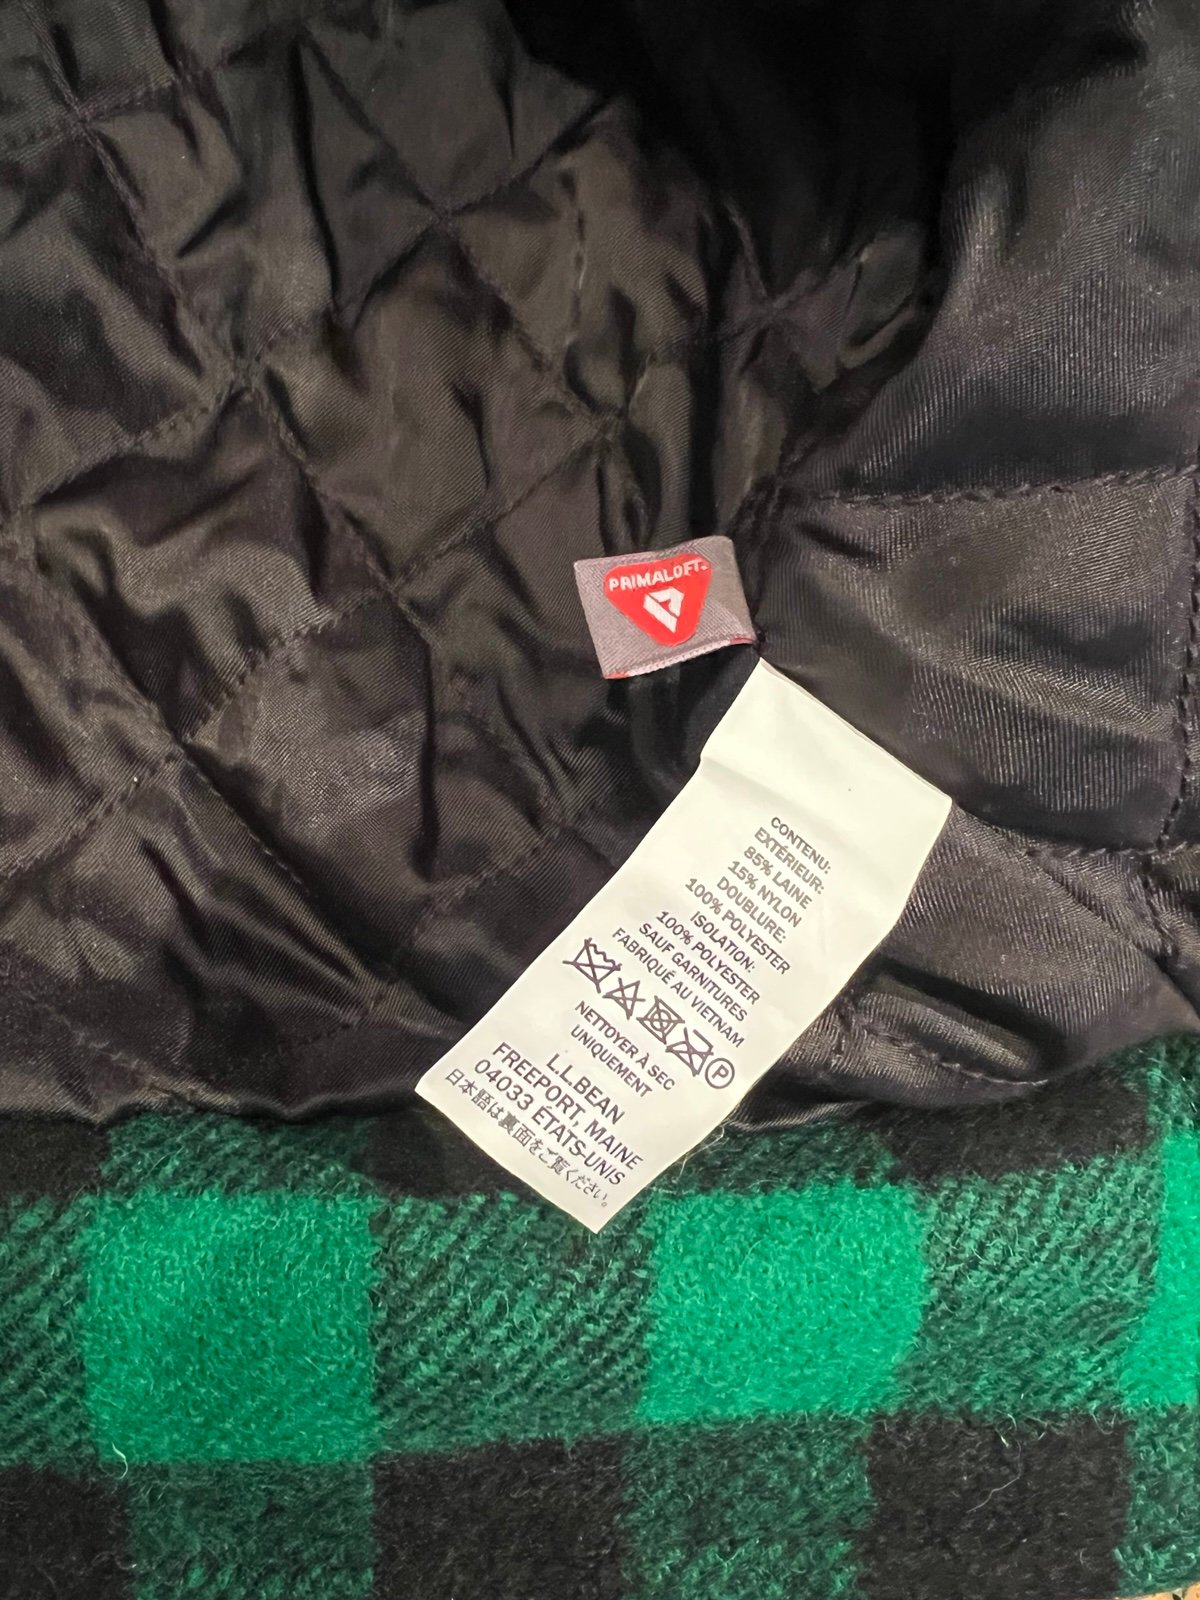 PRIMALOFT
CONTENU:
EXTÉRIEUR:
85% LAINE
15% NYLON
DOUBLURE:
100% POLYESTER
ISOLATION:
100% POLYESTER
SAUF GARNITURES
FABRIQUÉ AU VIETNAM
P
NETTOYER À SEC
UNIQUEMENT
L.L.BEAN
FREEPORT, MAINE
04033 ÉTATS-UNIS
日本語は裏面をご覧ください。